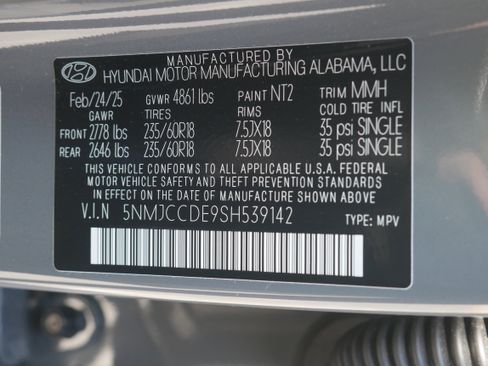 MANUFACTURED BY
HYUNDAI MOTOR MANUFACTURING ALABAMA, LLC
Feb/24/25 GVWR 4861 lbs PAINT NT2 TRIM MMH
GAWR TIRES RIMS COLD TIRE INFL
FRONT 2778 lbs 235/60R18 7.5JX18 35 psi SINGLE
REAR 2646 lbs 235/60R18 7.5JX18 35 psi SINGLE
THIS VEHICLE CONFORMS TO ALL APPLICABLE U.S.A. FEDERAL
MOTOR VEHICLE SAFETY AND THEFT PREVENTION STANDARDS
IN EFFECT ON THE DATE OF MANUFACTURE SHOWN ABOVE.
V.I.N 5NMJCCDE9SH539142 TYPE: MPV